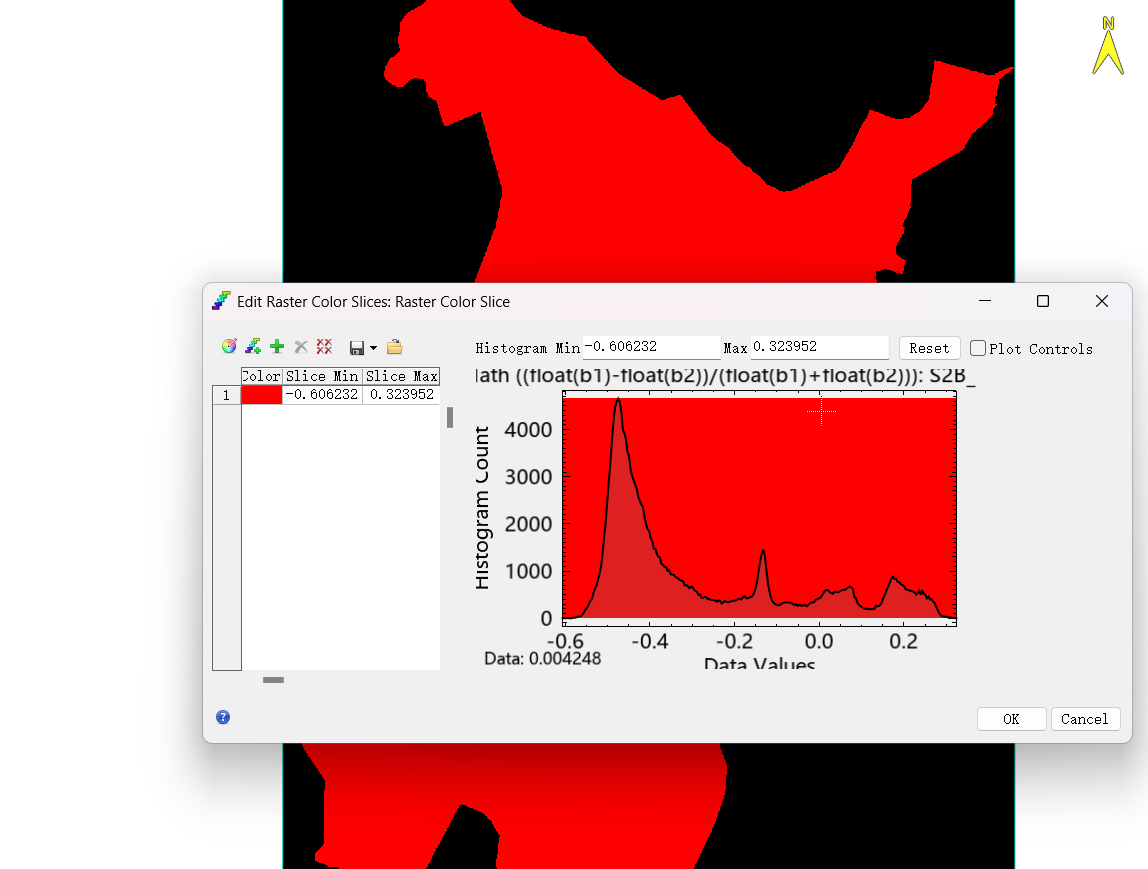 N
Edit Raster Color Slices: Raster Color Slice
Histogram Min -0.606232 Max 0.323952 Reset Plot Controls
Color Slice Min Slice Max
1 -0.606232 0.323952
lath ((float(b1)-float(b2))/(float(b1)+float(b2))): S2B_
Histogram Count
4000
3000
2000
1000
0
-0.6 -0.4 -0.2 0.0 0.2
Data: 0.004248
Data Values
?
OK Cancel